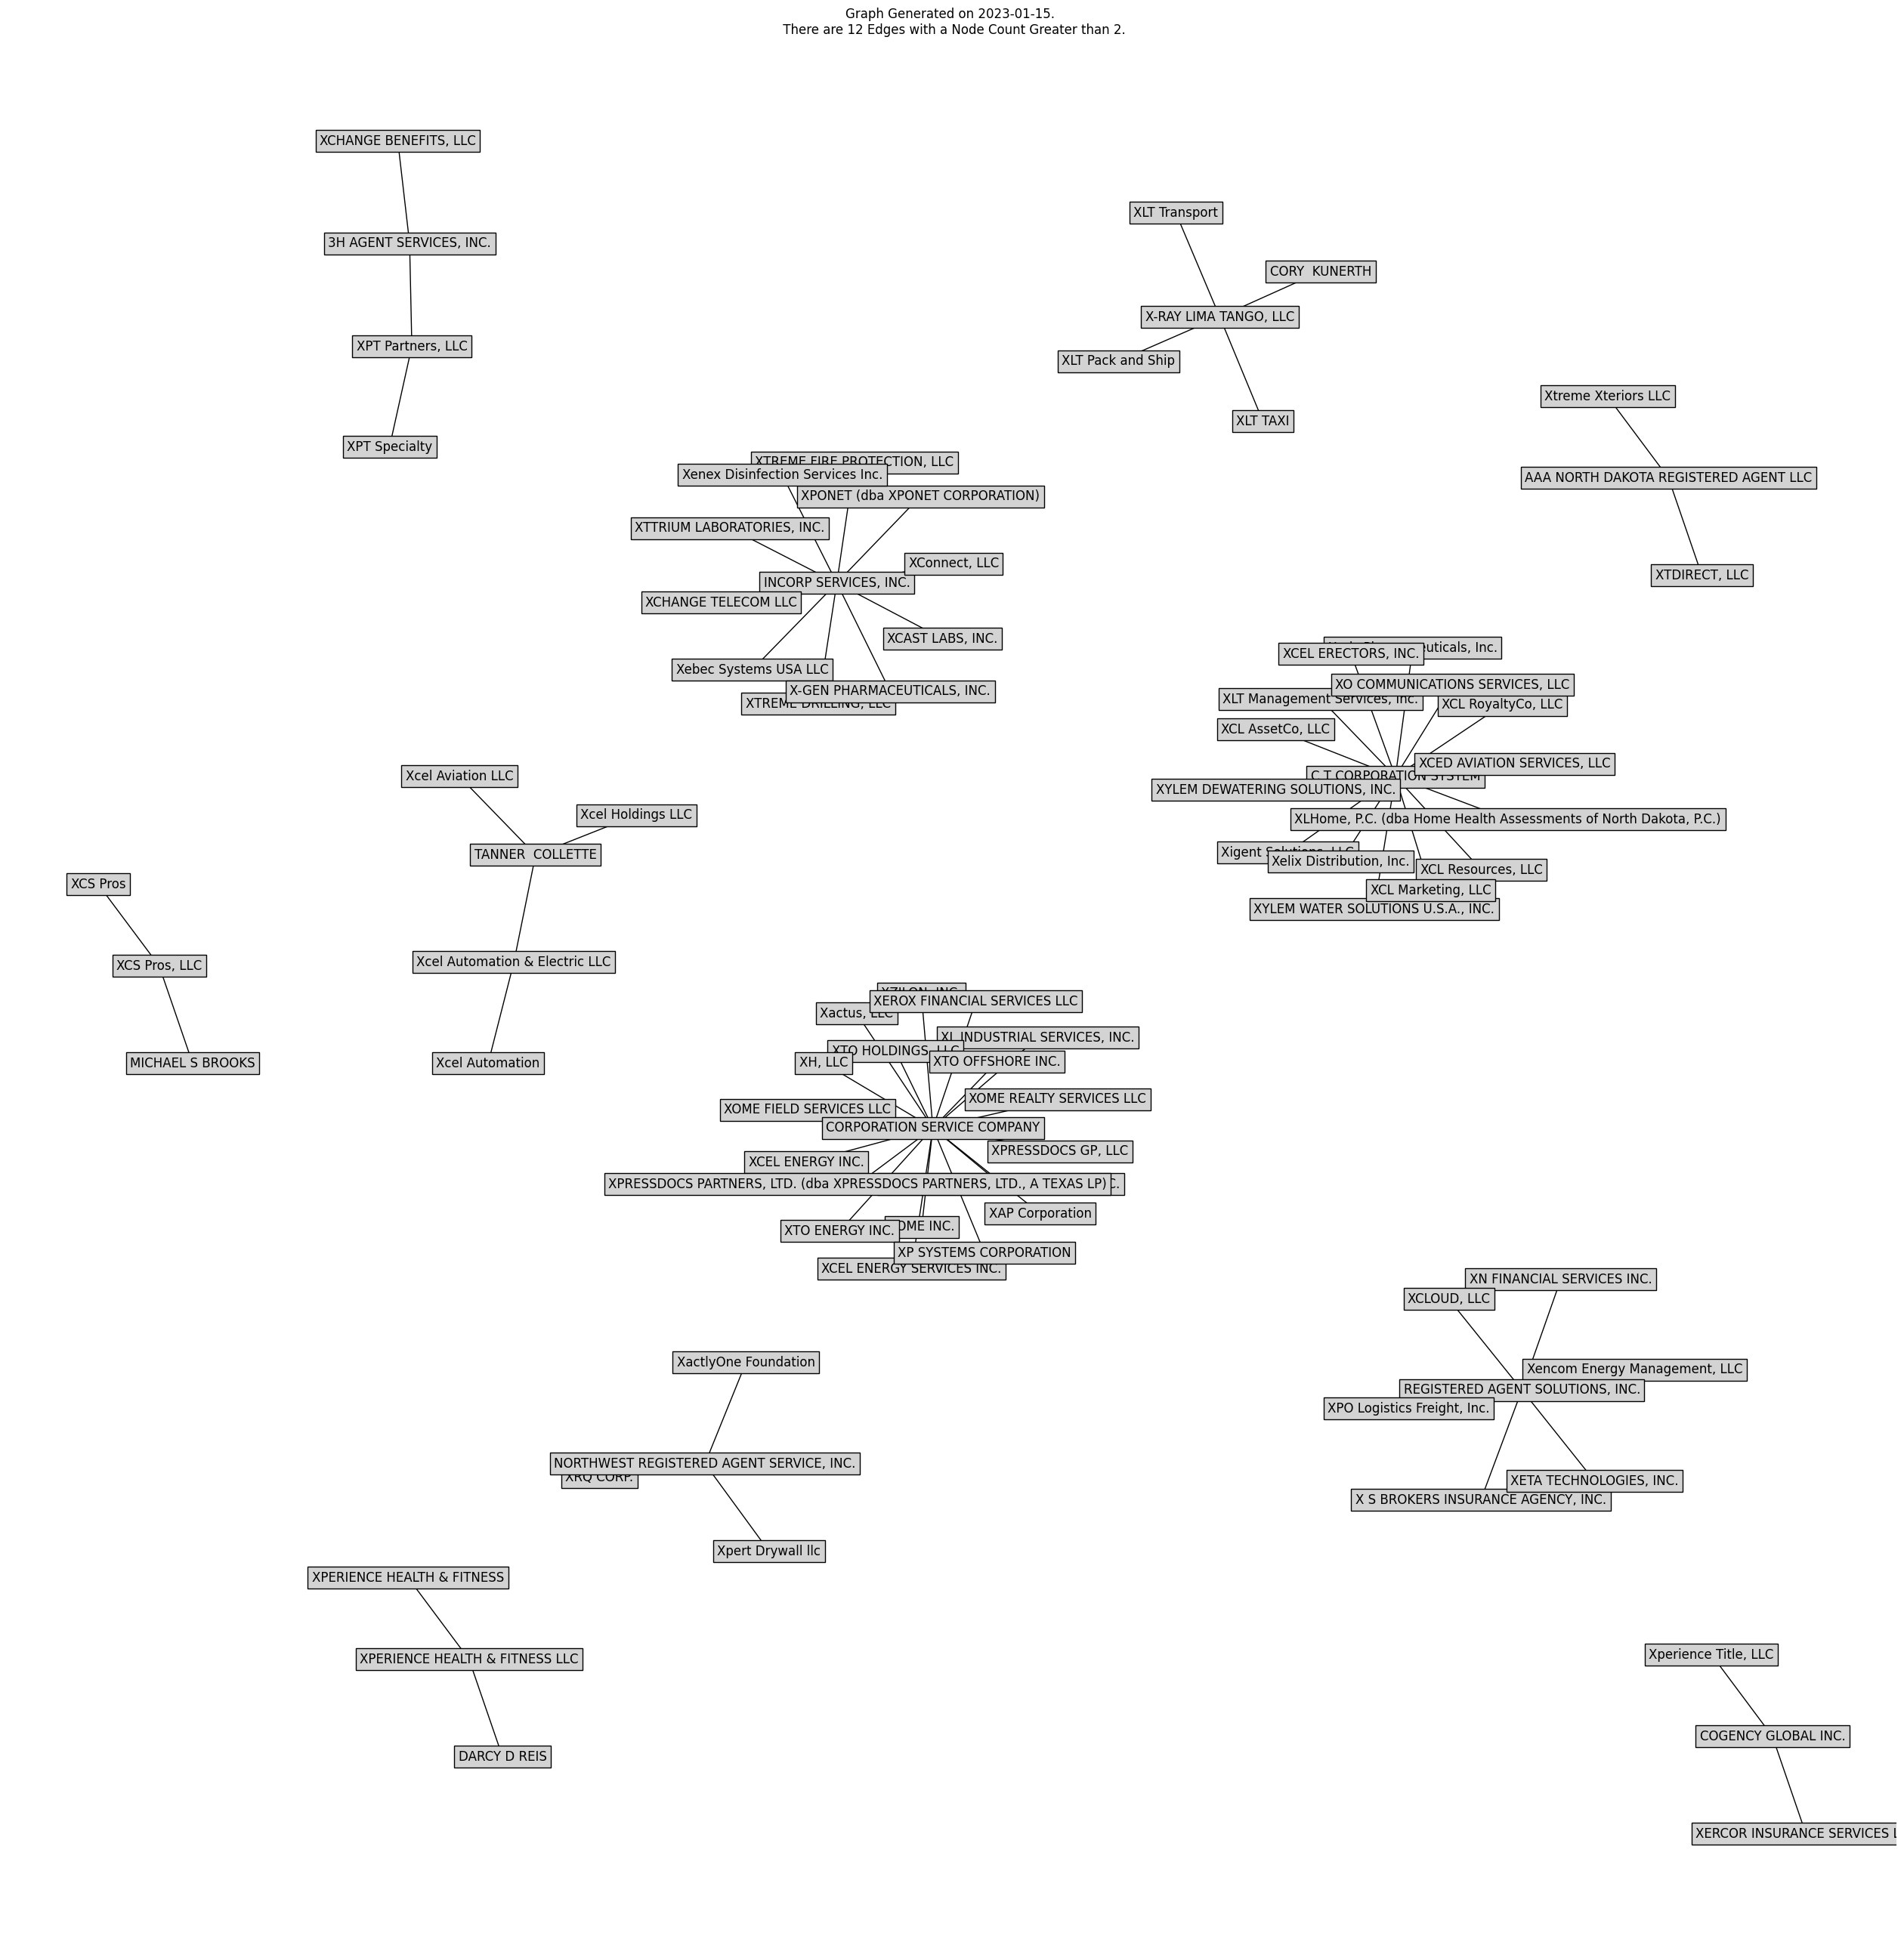 Graph Generated on 2023-01-15.
There are 12 Edges with a Node Count Greater than 2.
XCHANGE BENEFITS, LLC
3H AGENT SERVICES, INC.
XPT Partners, LLC
XPT Specialty
XLT Transport
CORY  KUNERTH
X-RAY LIMA TANGO, LLC
XLT Pack and Ship
XLT TAXI
Xtreme Xteriors LLC
AAA NORTH DAKOTA REGISTERED AGENT LLC
XTDIRECT, LLC
XTREME FIRE PROTECTION, LLC
Xenex Disinfection Services Inc.
XPONET (dba XPONET CORPORATION)
XTTRIUM LABORATORIES, INC.
XConnect, LLC
INCORP SERVICES, INC.
XCHANGE TELECOM LLC
XCAST LABS, INC.
Xebec Systems USA LLC
X-GEN PHARMACEUTICALS, INC.
XTREME DRILLING, LLC
euticals, Inc.
XCEL ERECTORS, INC.
XO COMMUNICATIONS SERVICES, LLC
XLT Management Services, Inc.
XCL RoyaltyCo, LLC
XCL AssetCo, LLC
XCED AVIATION SERVICES, LLC
C T CORPORATION SYSTEM
XYLEM DEWATERING SOLUTIONS, INC.
XLHome, P.C. (dba Home Health Assessments of North Dakota, P.C.)
Xigent Solutions, LLC
Xelix Distribution, Inc.
XCL Resources, LLC
XCL Marketing, LLC
XYLEM WATER SOLUTIONS U.S.A., INC.
Xcel Aviation LLC
Xcel Holdings LLC
TANNER  COLLETTE
Xcel Automation & Electric LLC
Xcel Automation
XCS Pros
XCS Pros, LLC
MICHAEL S BROOKS
XZILON, INC.
XEROX FINANCIAL SERVICES LLC
Xactus, LLC
XL INDUSTRIAL SERVICES, INC.
XTO HOLDINGS, LLC
XH, LLC
XTO OFFSHORE INC.
XOME REALTY SERVICES LLC
XOME FIELD SERVICES LLC
CORPORATION SERVICE COMPANY
XPRESSDOCS GP, LLC
XCEL ENERGY INC.
XPRESSDOCS PARTNERS, LTD. (dba XPRESSDOCS PARTNERS, LTD., A TEXAS LP)
C.
XAP Corporation
OME INC.
XTO ENERGY INC.
XP SYSTEMS CORPORATION
XCEL ENERGY SERVICES INC.
XN FINANCIAL SERVICES INC.
XCLOUD, LLC
Xencom Energy Management, LLC
REGISTERED AGENT SOLUTIONS, INC.
XPO Logistics Freight, Inc.
XETA TECHNOLOGIES, INC.
X S BROKERS INSURANCE AGENCY, INC.
XactlyOne Foundation
NORTHWEST REGISTERED AGENT SERVICE, INC.
XRQ CORP.
Xpert Drywall llc
XPERIENCE HEALTH & FITNESS
XPERIENCE HEALTH & FITNESS LLC
DARCY D REIS
Xperience Title, LLC
COGENCY GLOBAL INC.
XERCOR INSURANCE SERVICES L